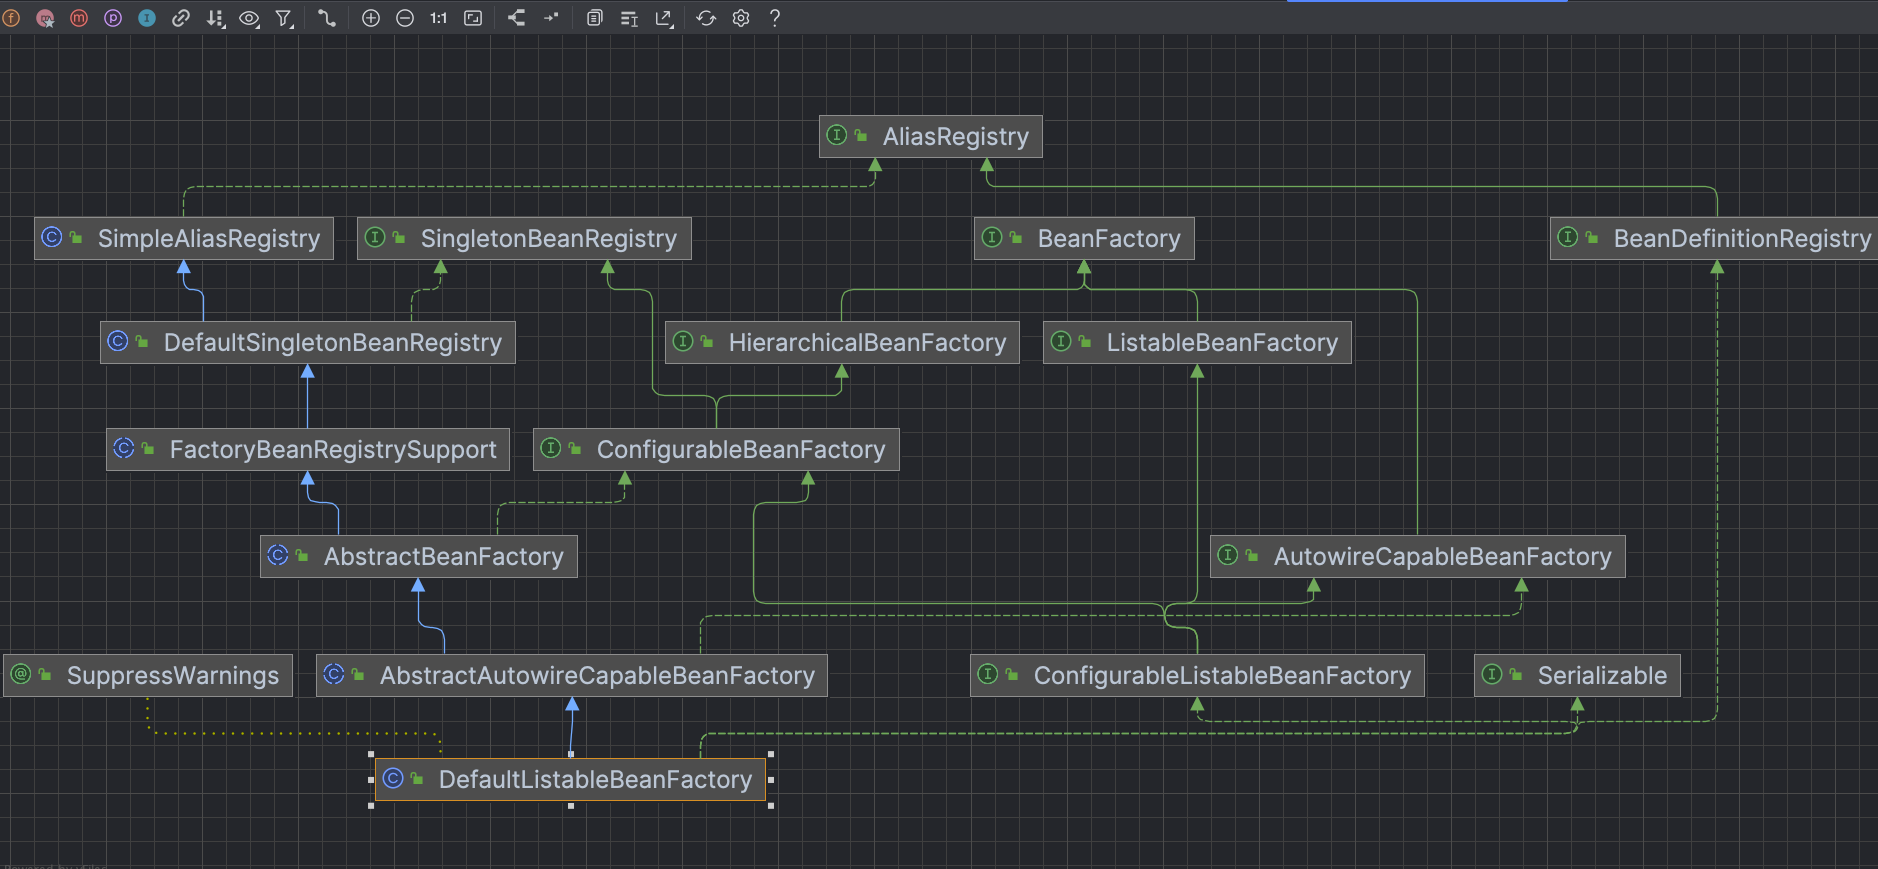 1:1
AliasRegistry
SimpleAliasRegistry
SingletonBeanRegistry
BeanFactory
BeanDefinitionRegistry
DefaultSingletonBeanRegistry
HierarchicalBeanFactory
ListableBeanFactory
FactoryBeanRegistrySupport
ConfigurableBeanFactory
AbstractBeanFactory
AutowireCapableBeanFactory
SuppressWarnings
AbstractAutowireCapableBeanFactory
ConfigurableListableBeanFactory
Serializable
DefaultListableBeanFactory